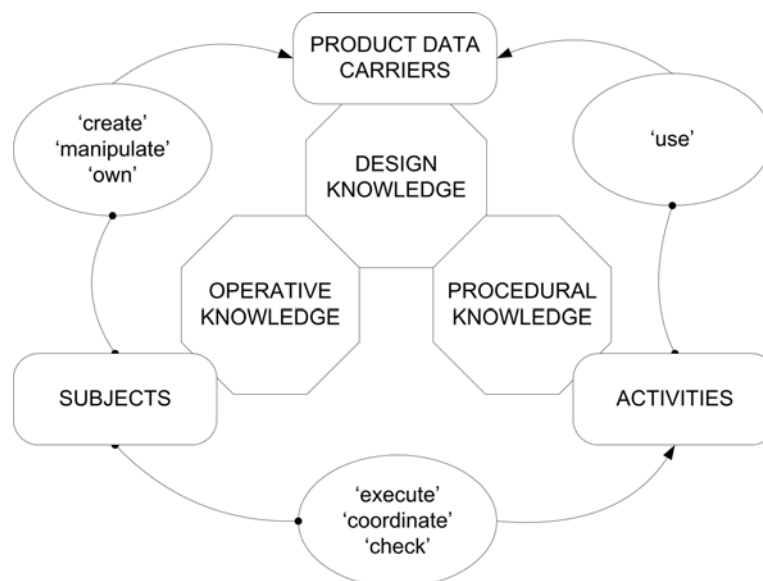 PRODUCT DATA
CARRIERS
‘create’
‘manipulate’
‘own’
‘use’
DESIGN
KNOWLEDGE
OPERATIVE
KNOWLEDGE
PROCEDURAL
KNOWLEDGE
SUBJECTS
ACTIVITIES
‘execute’
‘coordinate’
‘check’